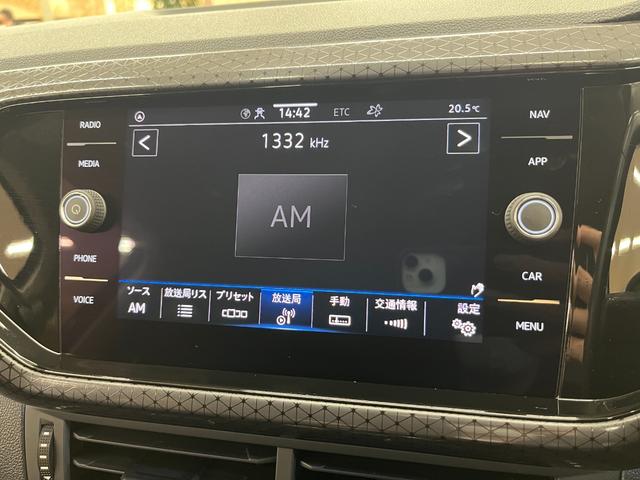 RADIO
MEDIA
PHONE
VOICE
14:42 ETC 20.5℃
1332 kHz
AM
ソース 放送局リスト プリセット 放送局 手動 交通情報 設定
AM
NAV
APP
CAR
MENU